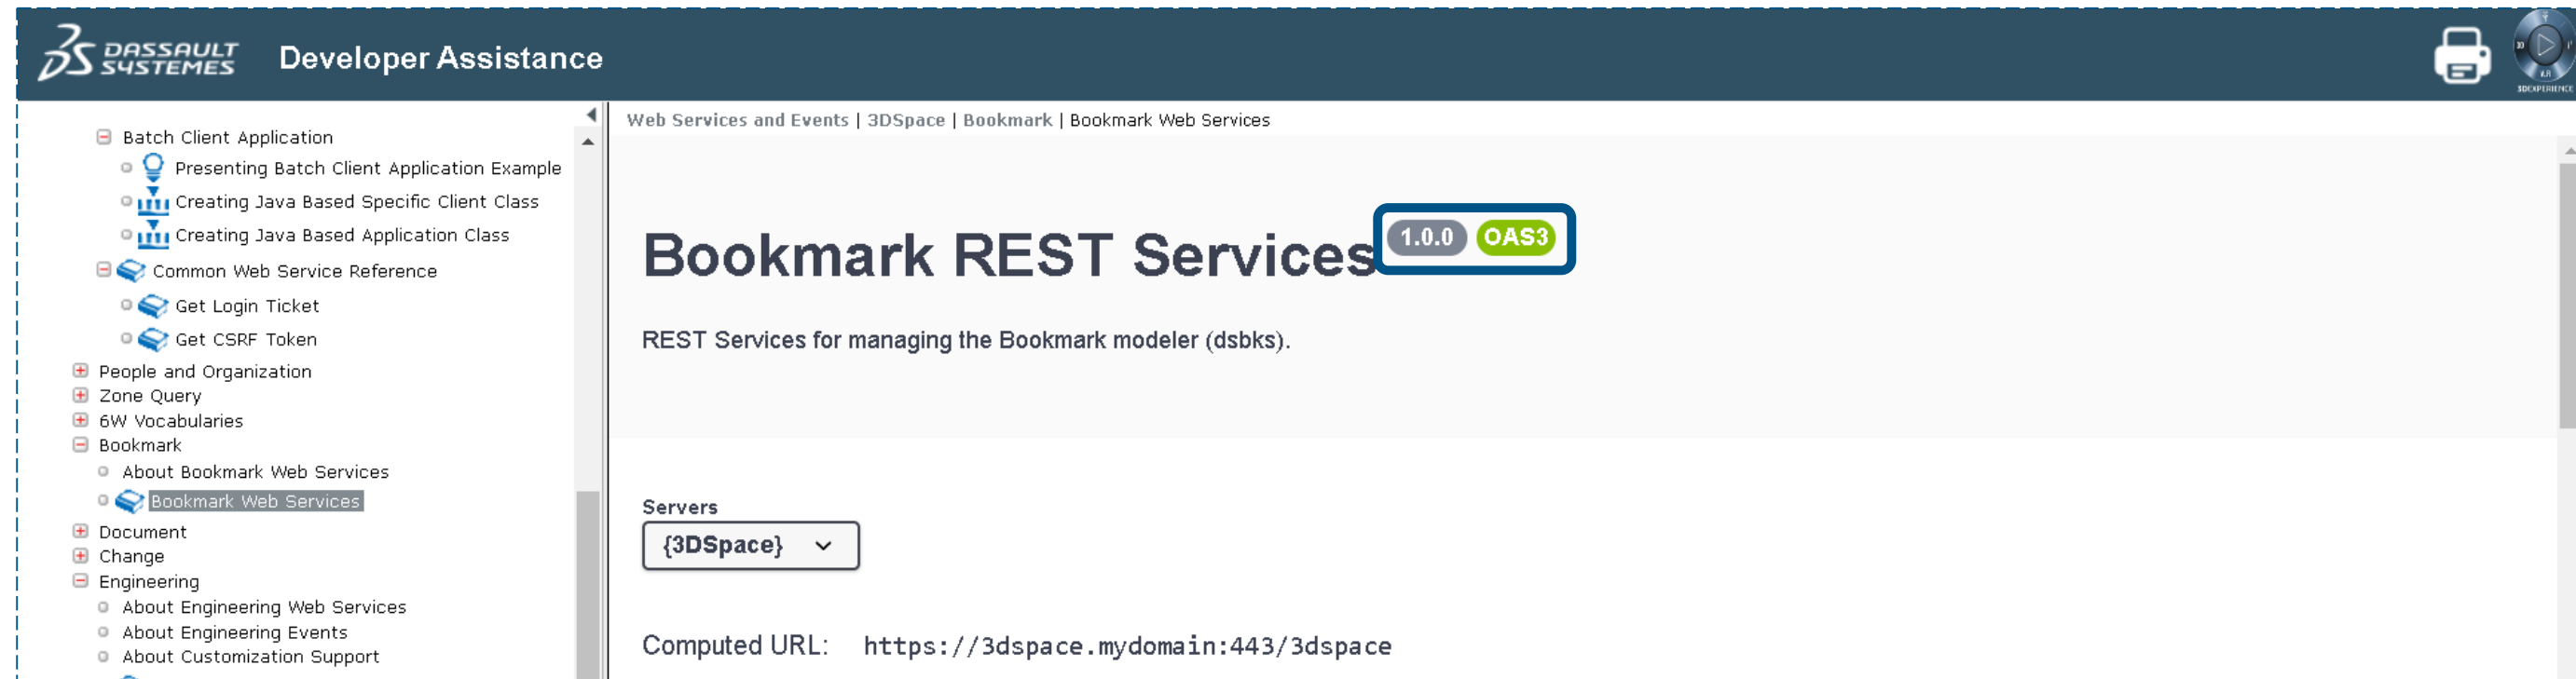 DASSAULT
SYSTEMES
Developer Assistance
3D
V.R
3DEXPERIENCE
Batch Client Application
Presenting Batch Client Application Example
Creating Java Based Specific Client Class
Creating Java Based Application Class
Common Web Service Reference
Get Login Ticket
Get CSRF Token
People and Organization
Zone Query
6W Vocabularies
Bookmark
About Bookmark Web Services
Bookmark Web Services
Document
Change
Engineering
About Engineering Web Services
About Engineering Events
About Customization Support
Web Services and Events | 3DSpace | Bookmark | Bookmark Web Services
Bookmark REST Services 1.0.0 OAS3
REST Services for managing the Bookmark modeler (dsbks).
Servers
{3DSpace}
Computed URL: https://3dspace.mydomain:443/3dspace